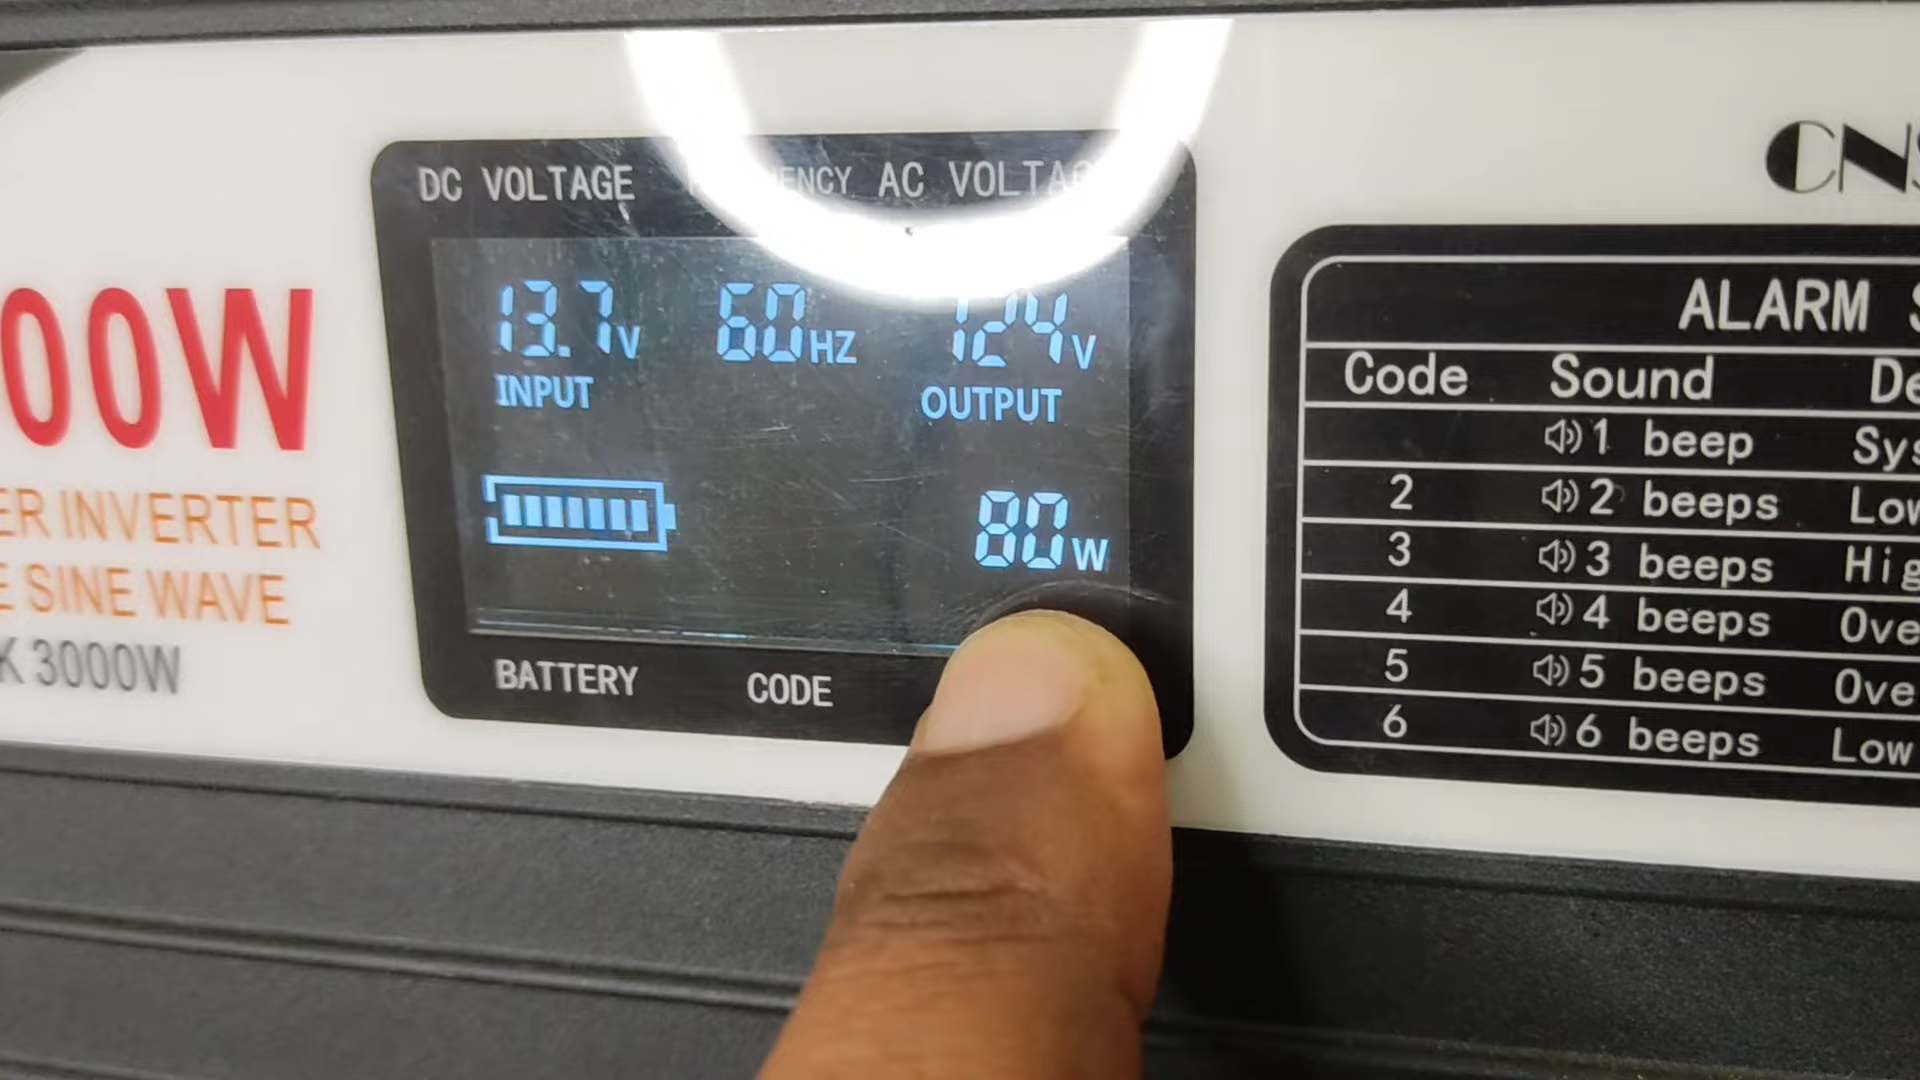 DC VOLTAGE ENCY AC VOLTAG
13.7V 60HZ 124V
INPUT OUTPUT
80W
BATTERY CODE
00W
ER INVERTER
E SINE WAVE
K 3000W
CNS
ALARM S
Code Sound De
1 beep Sys
2 2 beeps Low
3 3 beeps Hig
4 4 beeps Ove
5 5 beeps Ove
6 6 beeps Low